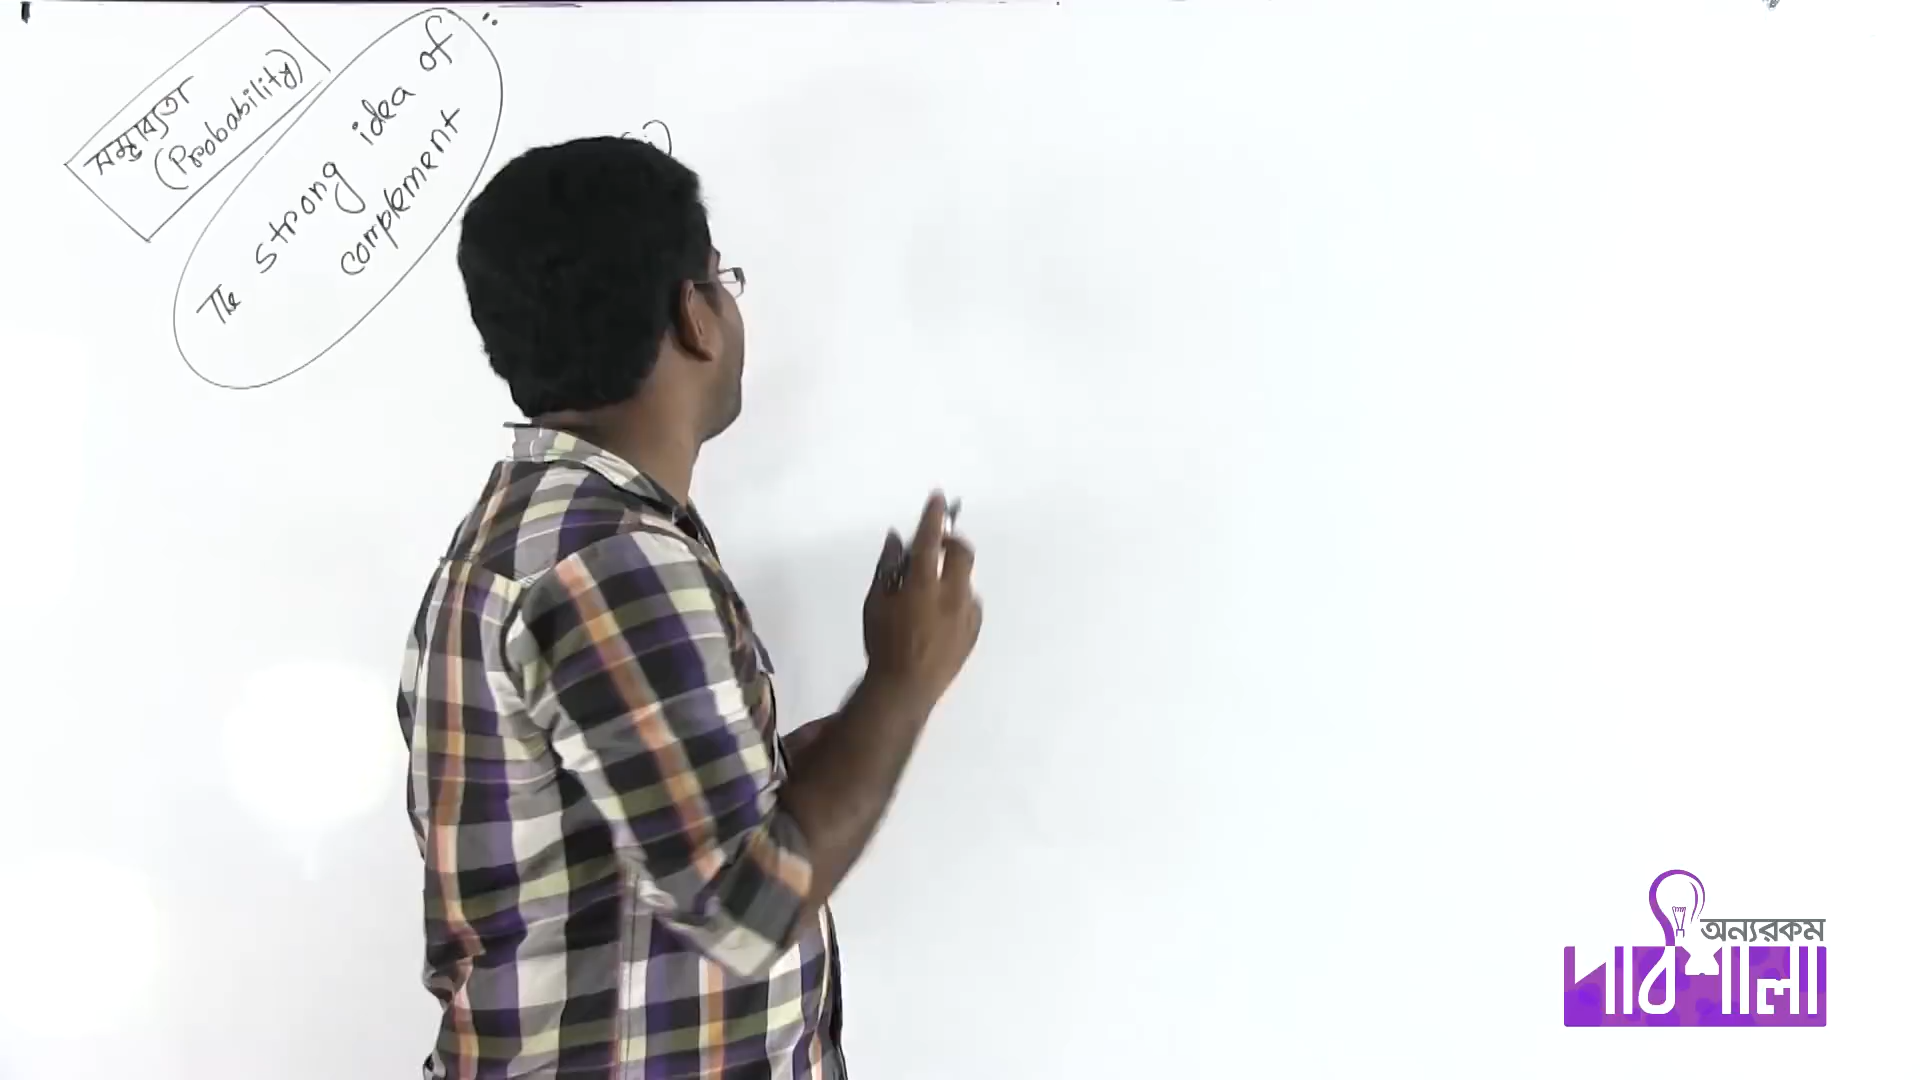 সম্ভাব্যতা
(Probability)
The strong idea of
complement
অন্যরকম
পাঠশালা